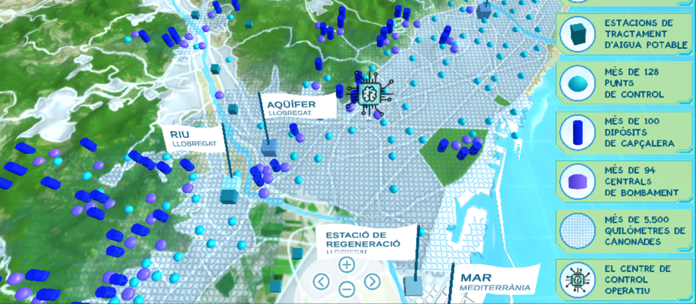 AQÜÍFER
LLOBREGAT
RIU
LLOBREGAT
ESTACIÓ DE
REGENERACIÓ
LLOBREGAT
MAR
MEDITERRÀNIA
ESTACIONS DE
TRACTAMENT
D'AIGUA POTABLE
MÉS DE 128
PUNTS
DE CONTROL
MÉS DE 100
DIPÒSITS
DE CAPÇALERA
MÉS DE 94
CENTRALS
DE BOMBAMENT
MÉS DE 5.500
QUILÒMETRES DE
CANONADES
EL CENTRE DE
CONTROL
OPERATIU